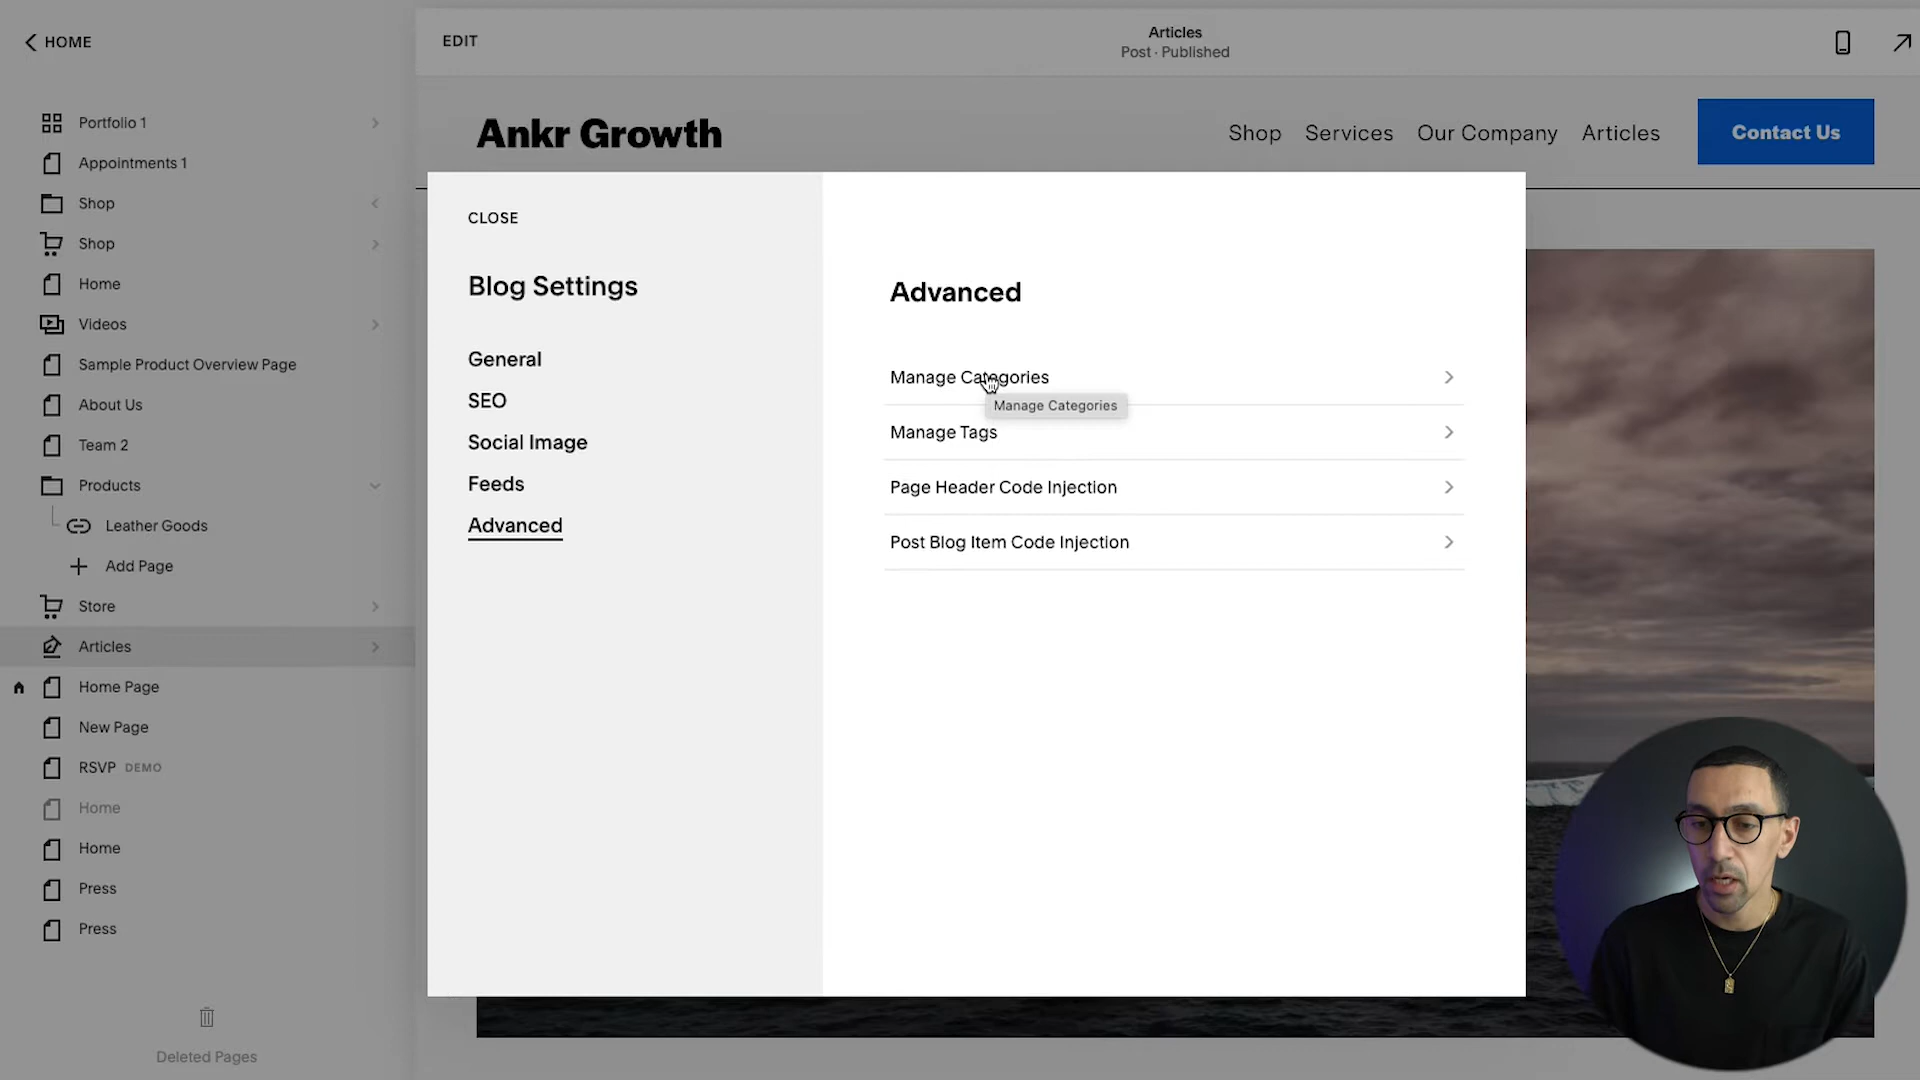 HOME
Portfolio 1
Appointments 1
Shop
Shop
Home
Videos
Sample Product Overview Page
About Us
Team 2
Products
Leather Goods
Add Page
Store
Articles
Home Page
New Page
RSVP DEMO
Home
Home
Press
Press
Deleted Pages
EDIT
Articles
Post · Published
Ankr Growth
Shop Services Our Company Articles Contact Us
CLOSE
Blog Settings
General
SEO
Social Image
Feeds
Advanced
Advanced
Manage Categories
Manage Categories
Manage Tags
Page Header Code Injection
Post Blog Item Code Injection